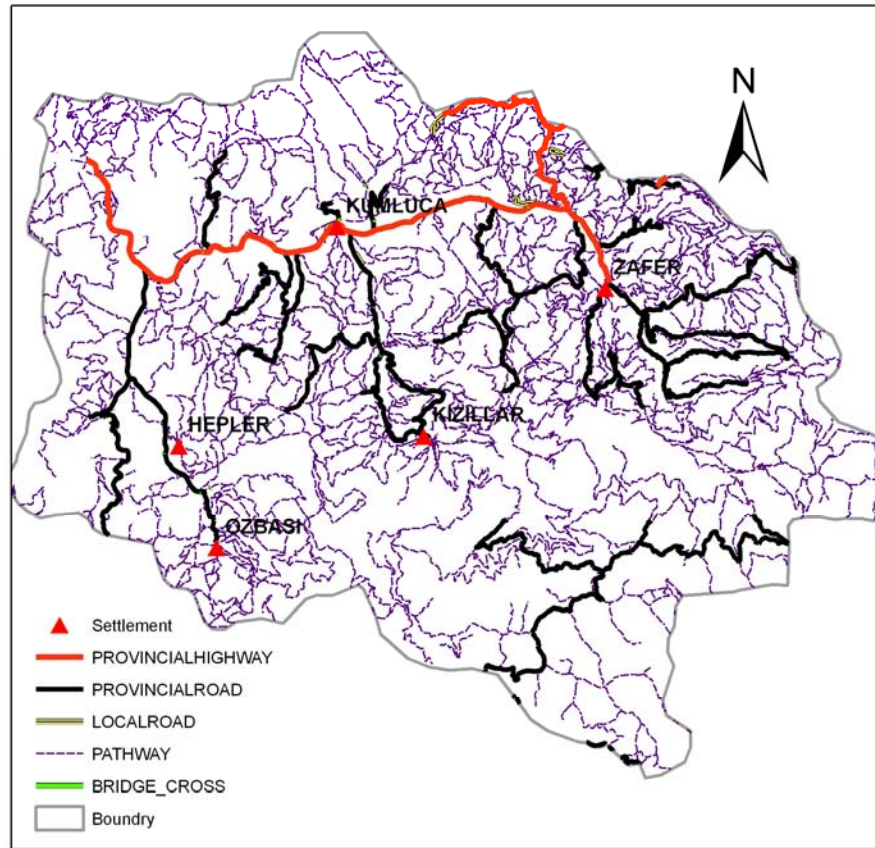 N
KUMLUCA
ZAFER
HEPLER
KIZILLAR
OZBASI
Settlement
PROVINCIALHIGHWAY
PROVINCIALROAD
LOCALROAD
PATHWAY
BRIDGE_CROSS
Boundry